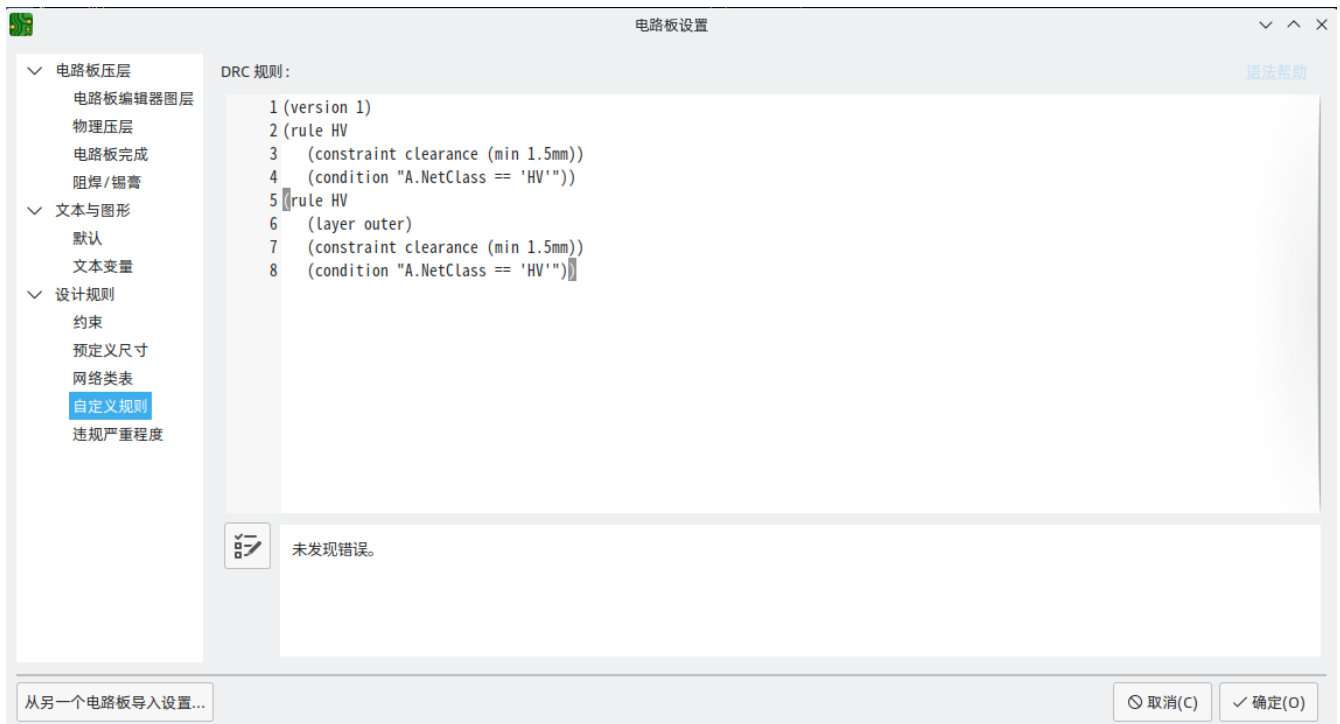 电路板设置
电路板压层
电路板编辑器图层
物理压层
电路板完成
阻焊/锡膏
文本与图形
默认
文本变量
设计规则
约束
预定义尺寸
网络类表
自定义规则
违规严重程度
DRC 规则:
语法帮助
1 (version 1)
2 (rule HV
3    (constraint clearance (min 1.5mm))
4    (condition "A.NetClass == 'HV'"))
5 (rule HV
6    (layer outer)
7    (constraint clearance (min 1.5mm))
8    (condition "A.NetClass == 'HV'"))
未发现错误。
从另一个电路板导入设置...
取消(C)
确定(O)